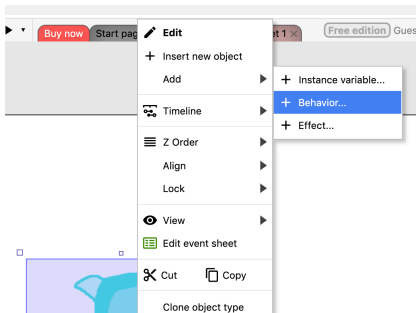 Buy now
Start pag
et 1
Free edition
Gues
Edit
Insert new object
Add
Instance variable...
Behavior...
Effect...
Timeline
Z Order
Align
Lock
View
Edit event sheet
Cut
Copy
Clone object type